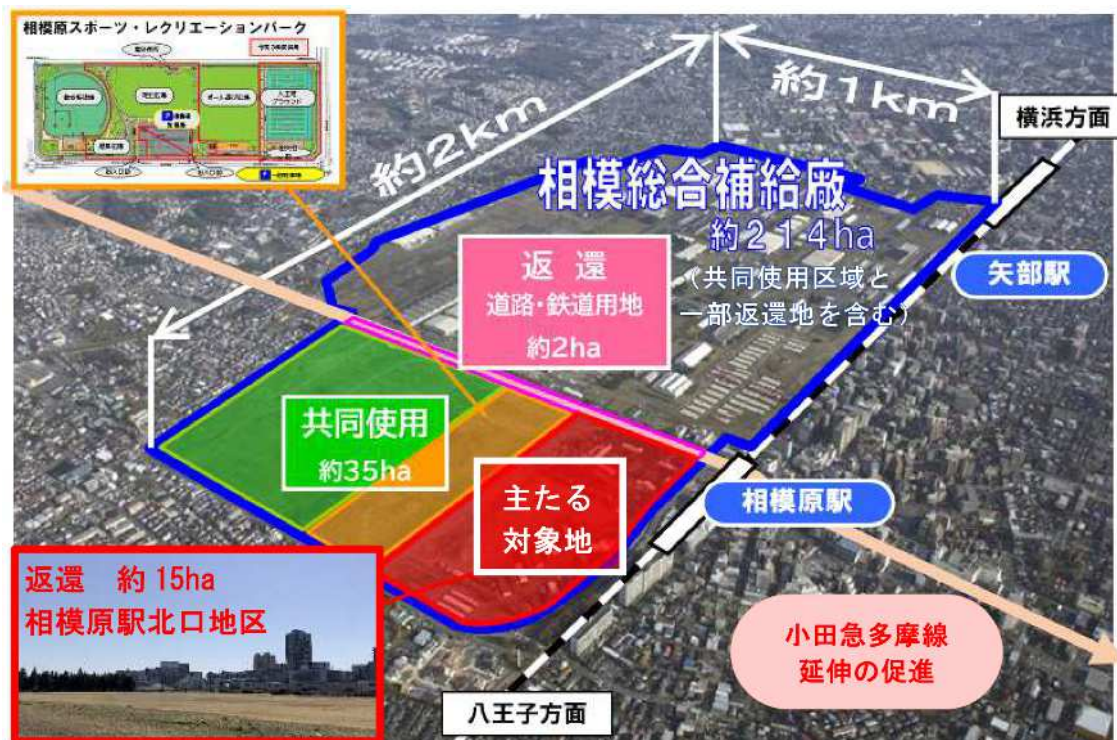 相模原スポーツ・レクリエーションパーク
約2km
約1km
横浜方面
相模総合補給廠
約214ha
(共同使用区域と
一部返還地を含む)
矢部駅
返 還
道路・鉄道用地
約2ha
共同使用
約35ha
主たる
対象地
相模原駅
返還 約15ha
相模原駅北口地区
小田急多摩線
延伸の促進
八王子方面